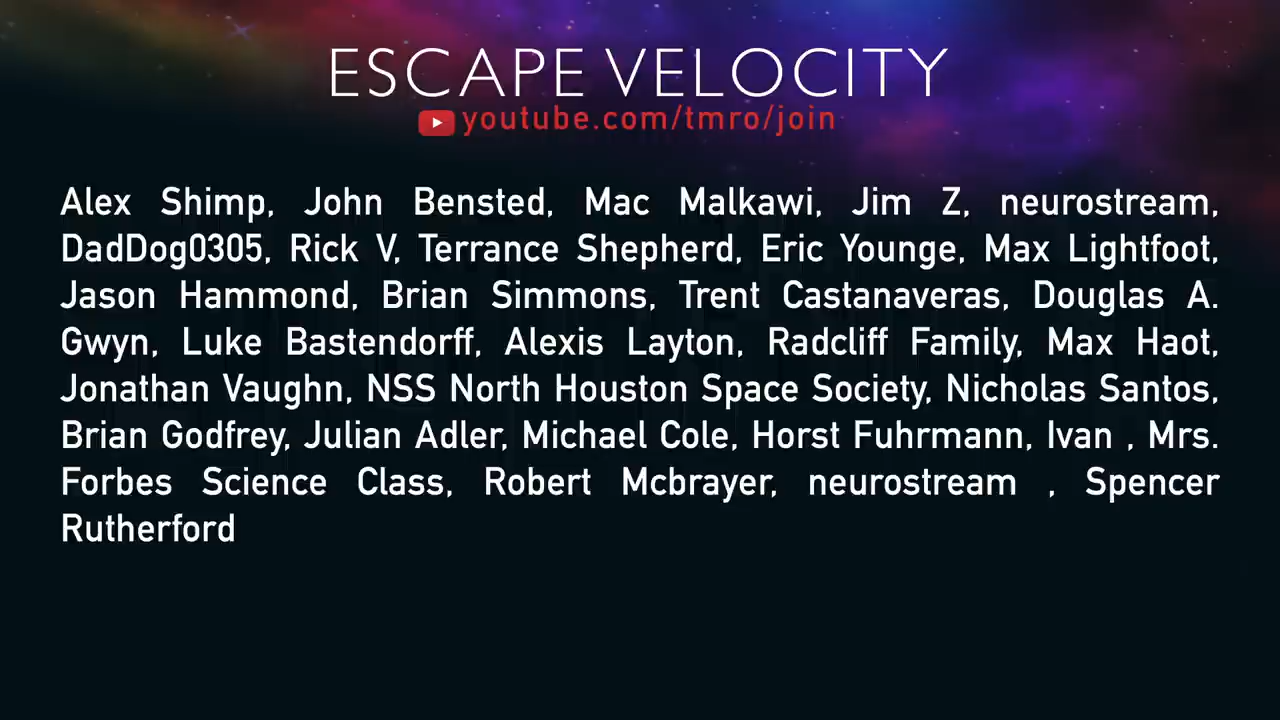 ESCAPE VELOCITY
youtube.com/tmro/join
Alex Shimp, John Bensted, Mac Malkawi, Jim Z, neurostream,
DadDog0305, Rick V, Terrance Shepherd, Eric Younge, Max Lightfoot,
Jason Hammond, Brian Simmons, Trent Castanaveras, Douglas A.
Gwyn, Luke Bastendorff, Alexis Layton, Radcliff Family, Max Haot,
Jonathan Vaughn, NSS North Houston Space Society, Nicholas Santos,
Brian Godfrey, Julian Adler, Michael Cole, Horst Fuhrmann, Ivan , Mrs.
Forbes Science Class, Robert Mcbrayer, neurostream , Spencer
Rutherford